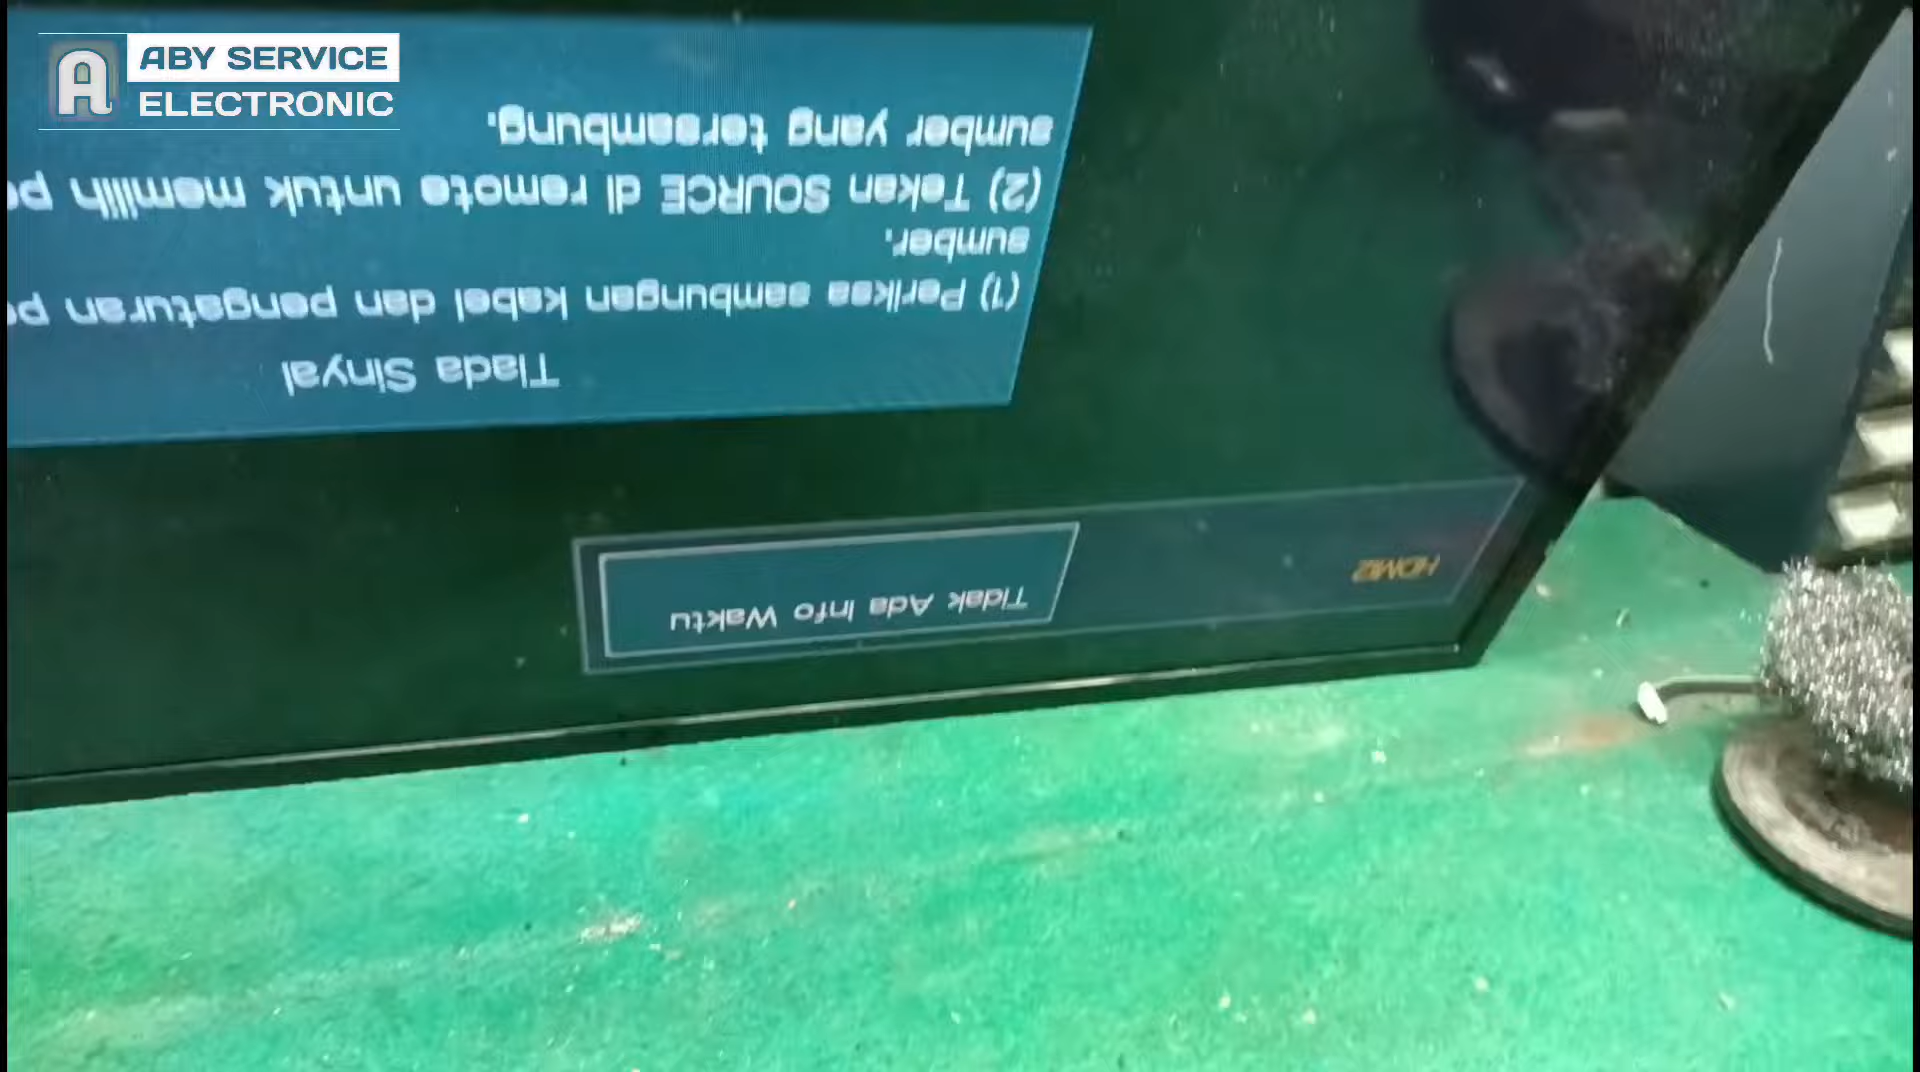 ABY SERVICE
ELECTRONIC
HDMI2
Tidak Ada Info Waktu
Tiada Sinyal
(1) Periksa sambungan kabel dan pengaturan
sumber.
(2) Tekan SOURCE di remote untuk memilih
sumber yang tersambung.